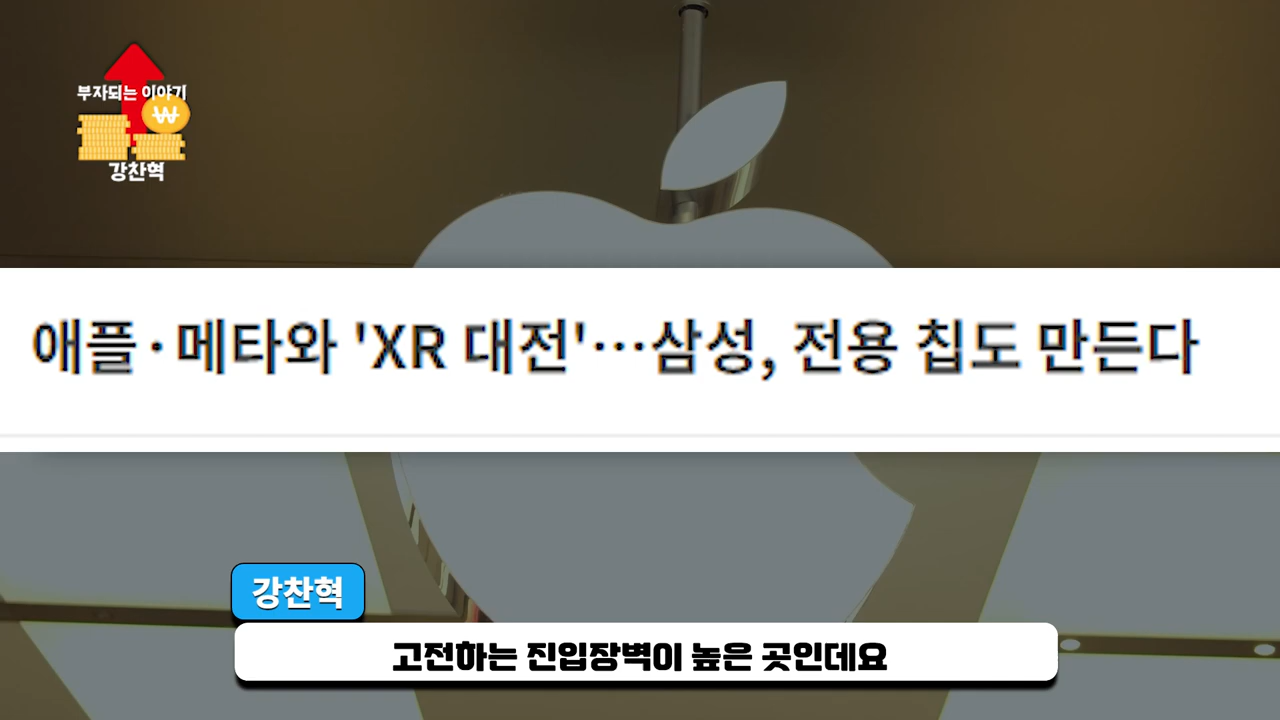 부자되는 이야기
₩
강찬혁
애플·메타와 'XR 대전'…삼성, 전용 칩도 만든다
강찬혁
고전하는 진입장벽이 높은 곳인데요